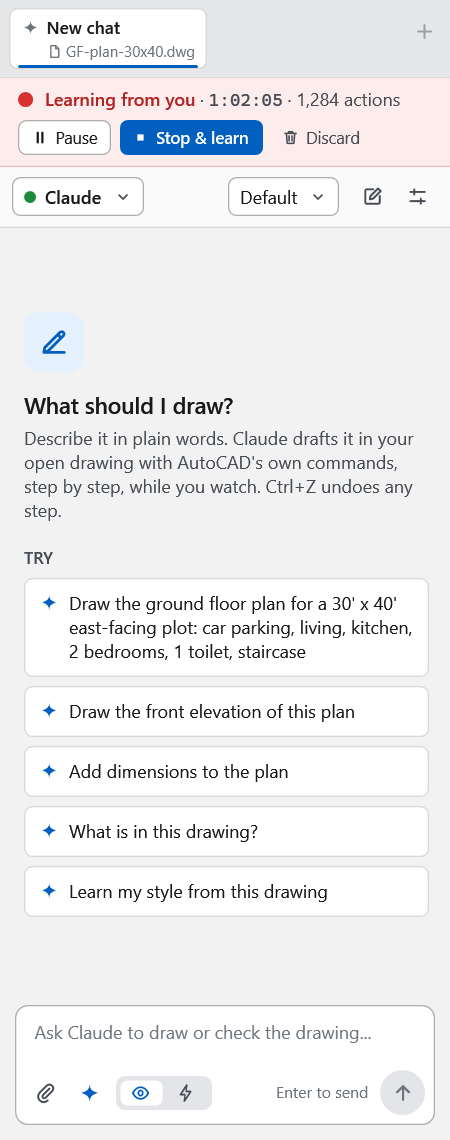 New chat
GF-plan-30x40.dwg
Learning from you · 1:02:05 · 1,284 actions
Pause
Stop & learn
Discard
Claude
Default
What should I draw?
Describe it in plain words. Claude drafts it in your
open drawing with AutoCAD's own commands,
step by step, while you watch. Ctrl+Z undoes any
step.
TRY
Draw the ground floor plan for a 30' x 40'
east-facing plot: car parking, living, kitchen,
2 bedrooms, 1 toilet, staircase
Draw the front elevation of this plan
Add dimensions to the plan
What is in this drawing?
Learn my style from this drawing
Ask Claude to draw or check the drawing...
Enter to send